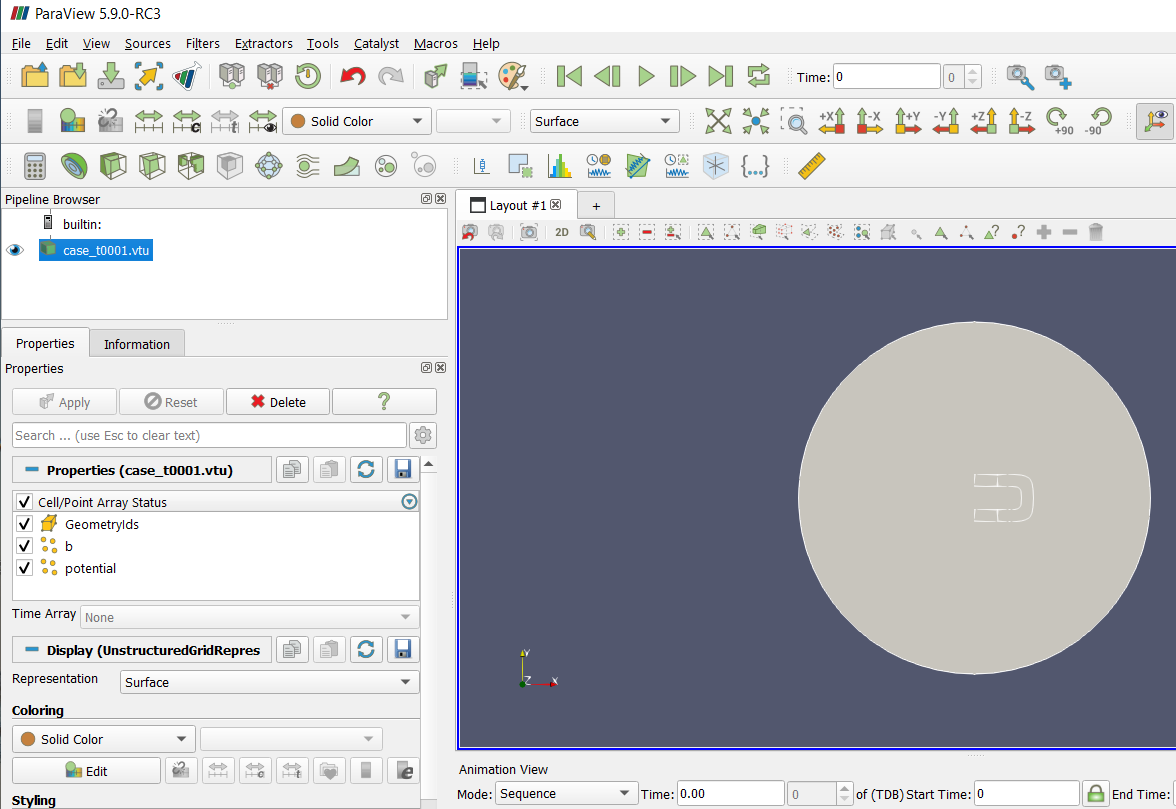 ParaView 5.9.0-RC3
File Edit View Sources Filters Extractors Tools Catalyst Macros Help
Time: 0 0
Solid Color Surface +X -X +Y -Y +Z -Z +90 -90
Pipeline Browser
builtin:
case_t0001.vtu
Layout #1 +
2D
Properties Information
Properties
Apply Reset Delete ?
Search ... (use Esc to clear text)
Properties (case_t0001.vtu)
Cell/Point Array Status
GeometryIds
b
potential
Time Array None
Display (UnstructuredGridRepres
Representation Surface
Coloring
Solid Color
Edit
Styling
Y
Z X
Animation View
Mode: Sequence Time: 0.00 0 of (TDB) Start Time: 0 End Time: